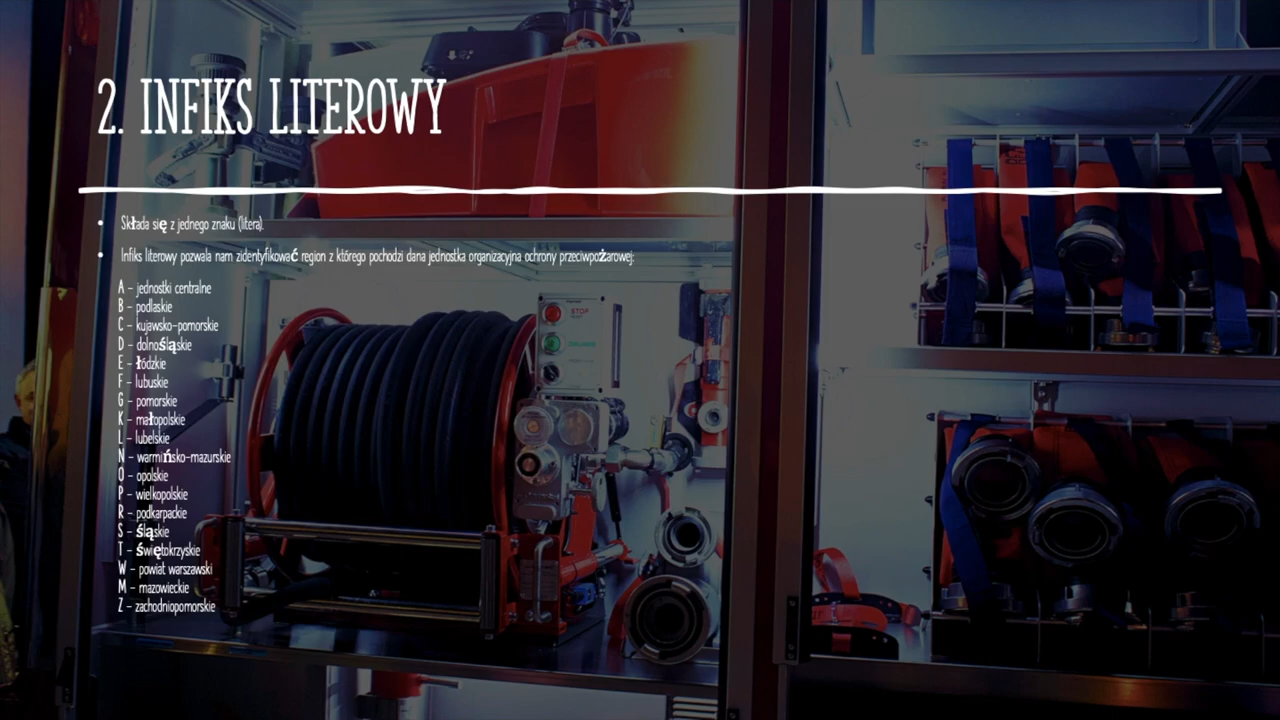 2. INFIKS LITEROWY
• Składa się z jednego znaku (litera).
• Infiks literowy pozwala nam zidentyfikować region z którego pochodzi dana jednostka organizacyjna ochrony przeciwpożarowej:
A – jednostki centralne
B – podlaskie
C – kujawsko-pomorskie
D – dolnośląskie
E – łódzkie
F – lubuskie
G – pomorskie
K – małopolskie
L – lubelskie
N – warmińsko-mazurskie
O – opolskie
P – wielkopolskie
R – podkarpackie
S – śląskie
T – świętokrzyskie
W – powiat warszawski
M – mazowieckie
Z – zachodniopomorskie
STOP